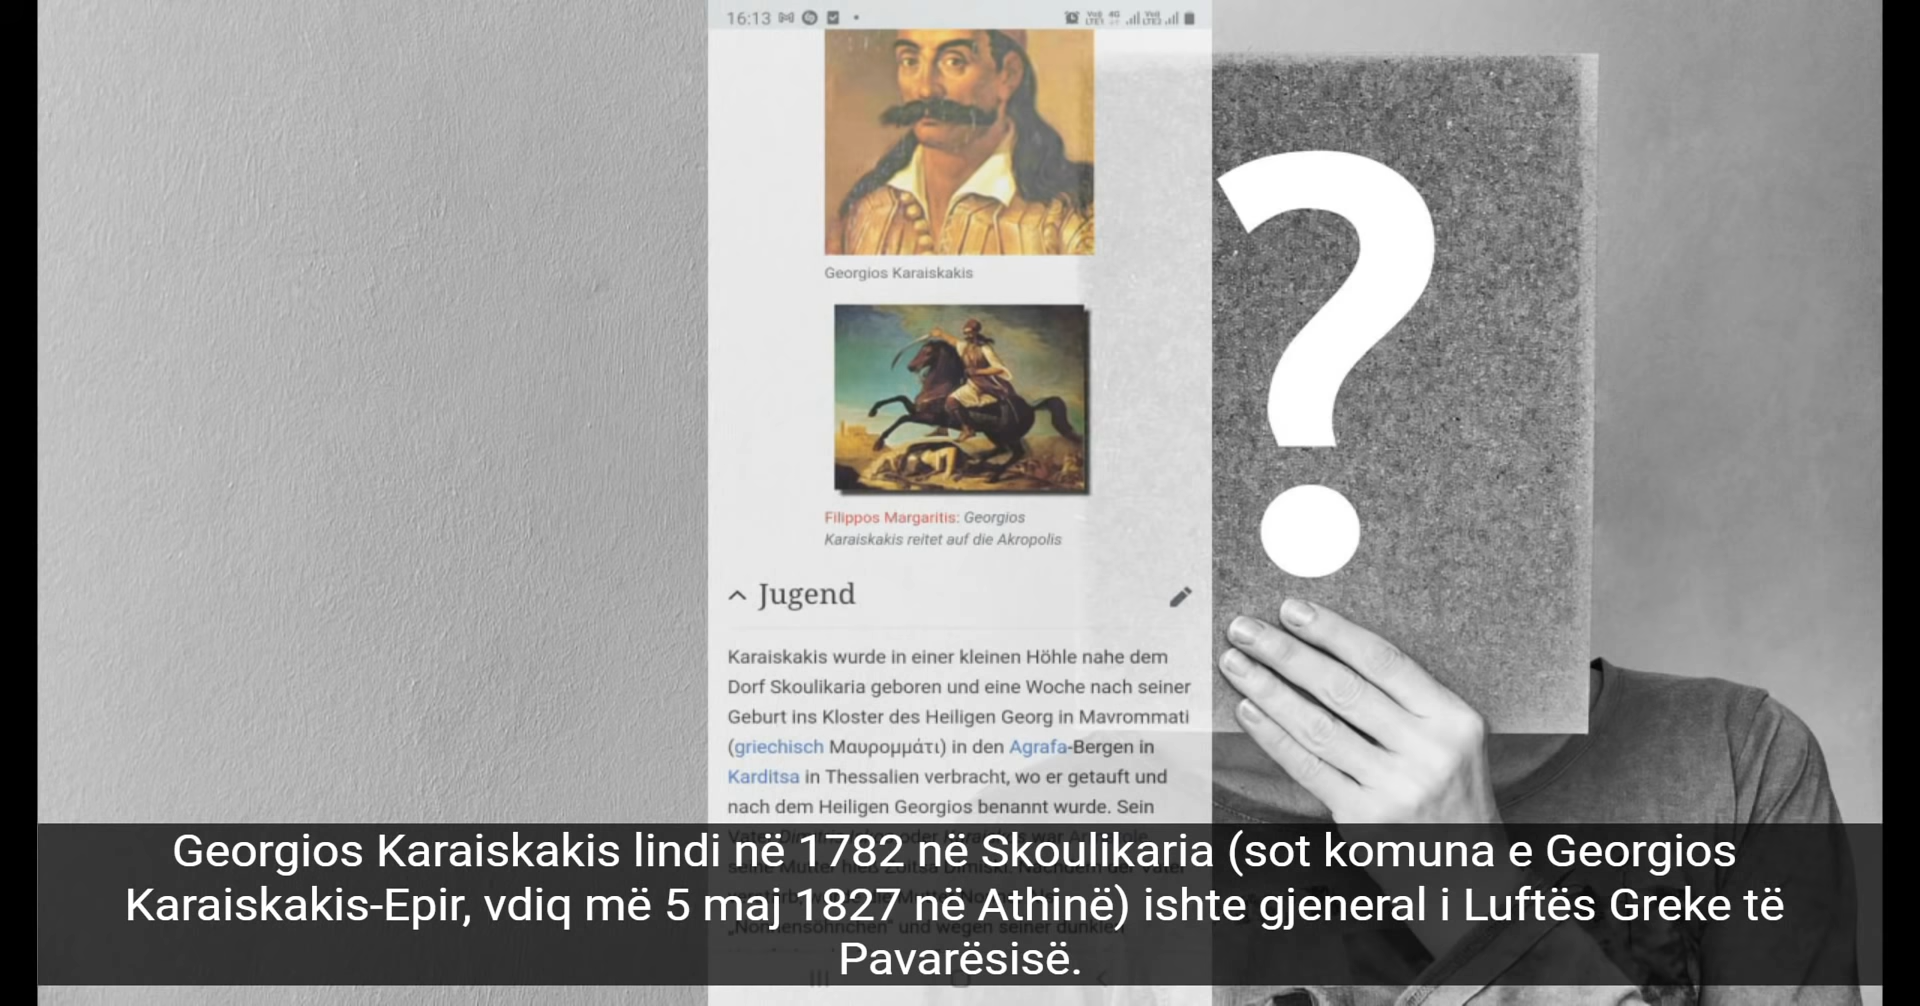 16:13
Georgios Karaiskakis
Filippos Margaritis: Georgios
Karaiskakis reitet auf die Akropolis
Jugend
Karaiskakis wurde in einer kleinen Höhle nahe dem
Dorf Skoulikaria geboren und eine Woche nach seiner
Geburt ins Kloster des Heiligen Georg in Mavrommati
(griechisch Μαυρομμάτι) in den Agrafa-Bergen in
Karditsa in Thessalien verbracht, wo er getauft und
nach dem Heiligen Georgios benannt wurde. Sein
?
Georgios Karaiskakis lindi në 1782 në Skoulikaria (sot komuna e Georgios
Karaiskakis-Epir, vdiq më 5 maj 1827 në Athinë) ishte gjeneral i Luftës Greke të
Pavarësisë.